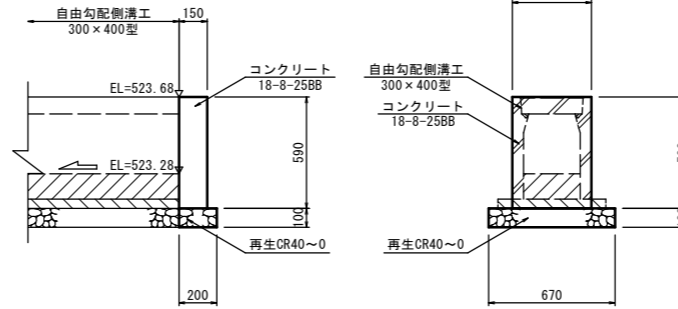 自由勾配側溝工
300×400型
150
EL=523.68
コンクリート
18-8-25BB
EL=523.28
590
100
再生CR40～0
200
自由勾配側溝工
300×400型
コンクリート
18-8-25BB
再生CR40～0
670